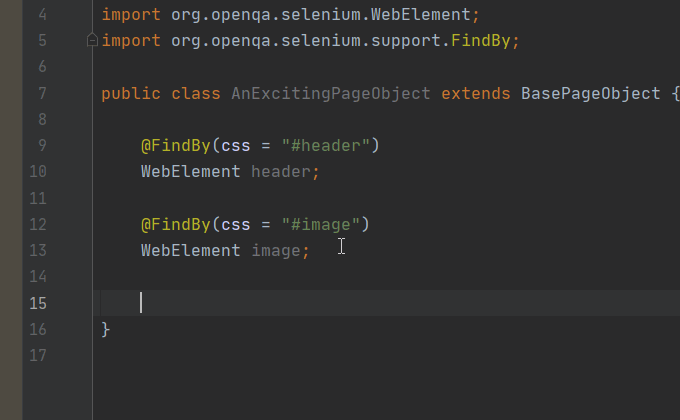 4 import org.openqa.selenium.WebElement;
5 import org.openqa.selenium.support.FindBy;
6
7 public class AnExcitingPageObject extends BasePageObject {
8
9 @FindBy(css = "#header")
10 WebElement header;
11
12 @FindBy(css = "#image")
13 WebElement image;
14
15
16 }
17